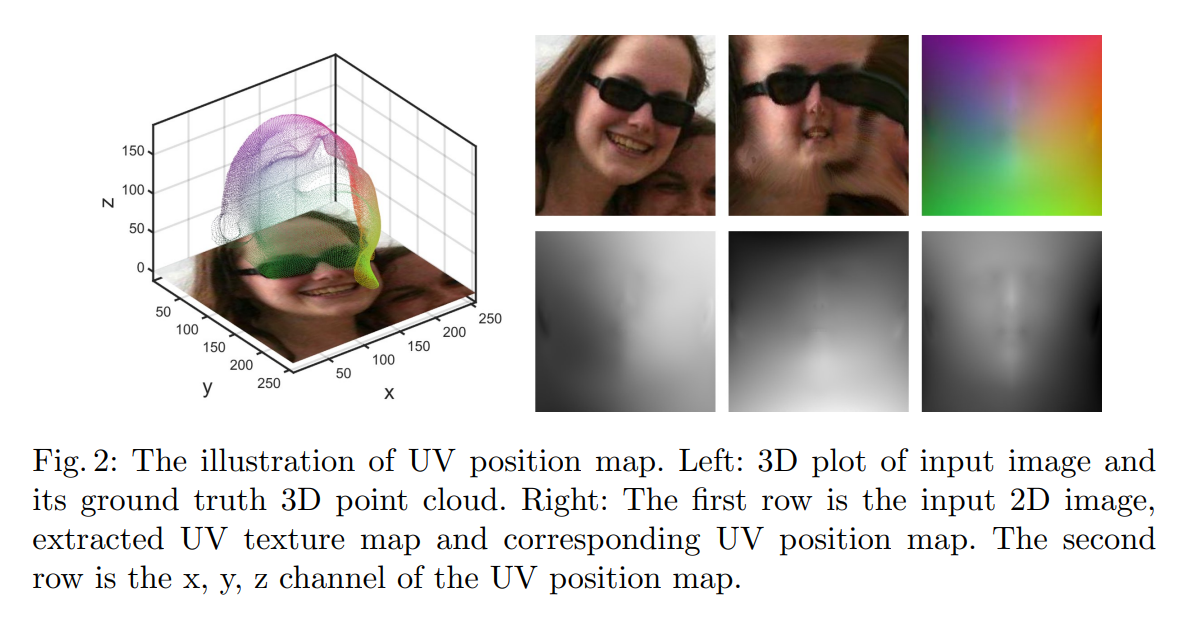 z
150
100
50
0
50
100
150
200
250
y
50
100
150
200
250
x
Fig. 2: The illustration of UV position map. Left: 3D plot of input image and
its ground truth 3D point cloud. Right: The first row is the input 2D image,
extracted UV texture map and corresponding UV position map. The second
row is the x, y, z channel of the UV position map.